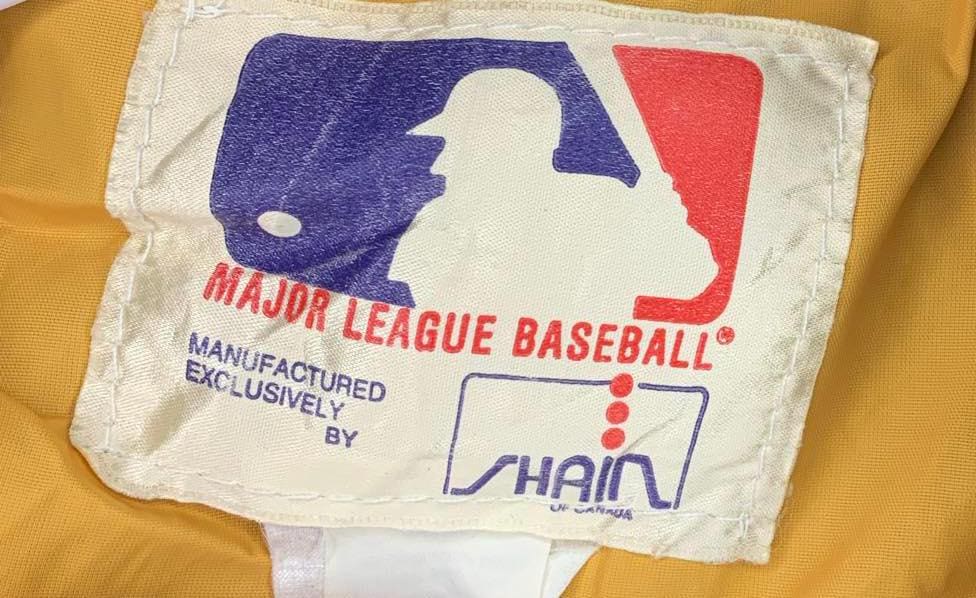 MAJOR LEAGUE BASEBALL®
MANUFACTURED
EXCLUSIVELY
BY
SHAIN
OF CANADA